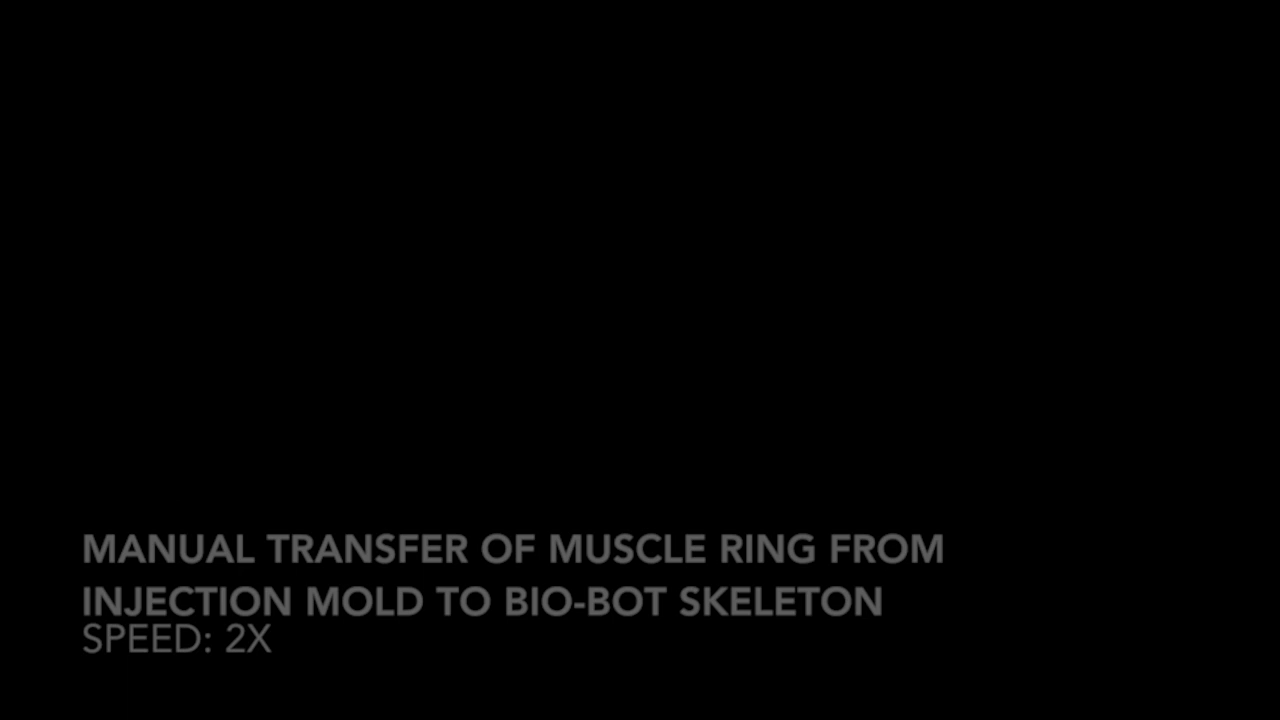 MANUAL TRANSFER OF MUSCLE RING FROM
INJECTION MOLD TO BIO-BOT SKELETON
SPEED: 2X